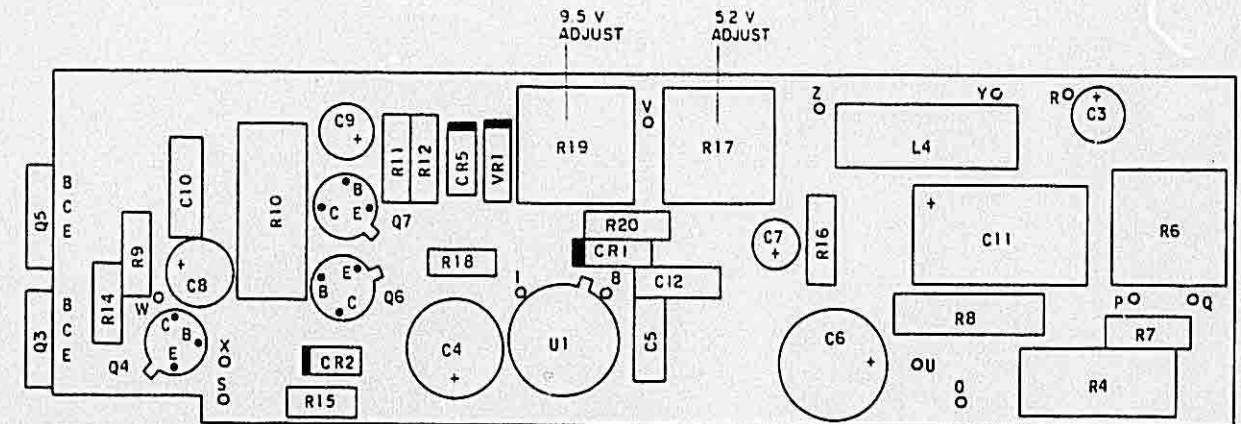 9.5 V
ADJUST
5.2 V
ADJUST
Z
Y
R
+
C3
V
C9
+
R11
R12
CR5
VR1
R19
R17
L4
B
C
E
Q5
C10
R10
B
C
E
Q7
+
C11
R6
R9
R20
C7
+
R16
CR1
+
C8
E
B
C
Q6
R18
1
8
C12
R14
W
P
Q
B
C
E
Q3
C
B
E
Q4
X
S
CR2
C4
+
U1
C5
C6
+
R8
R7
U
O
R4
R15